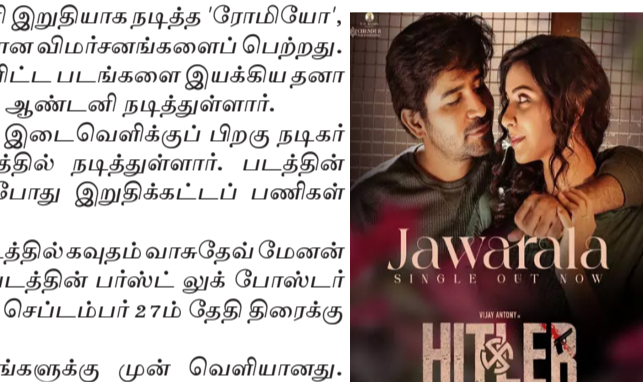 இறுதியாக நடித்த 'ரோமியோ',
விமர்சனங்களைப் பெற்றது.
படங்களை இயக்கிய தனா
ஆண்டனி நடித்துள்ளார்.
இடைவெளிக்குப் பிறகு நடிகர்
நடித்துள்ளார். படத்தின்
இறுதிக்கட்டப் பணிகள்
கவுதம் வாசுதேவ் மேனன்
பர்ஸ்ட் லுக் போஸ்டர்
செப்டம்பர் 27ம் தேதி திரைக்கு
முன் வெளியானது.
Jawarala
SINGLE OUT NOW
VIJAY ANTONY in
HITLER